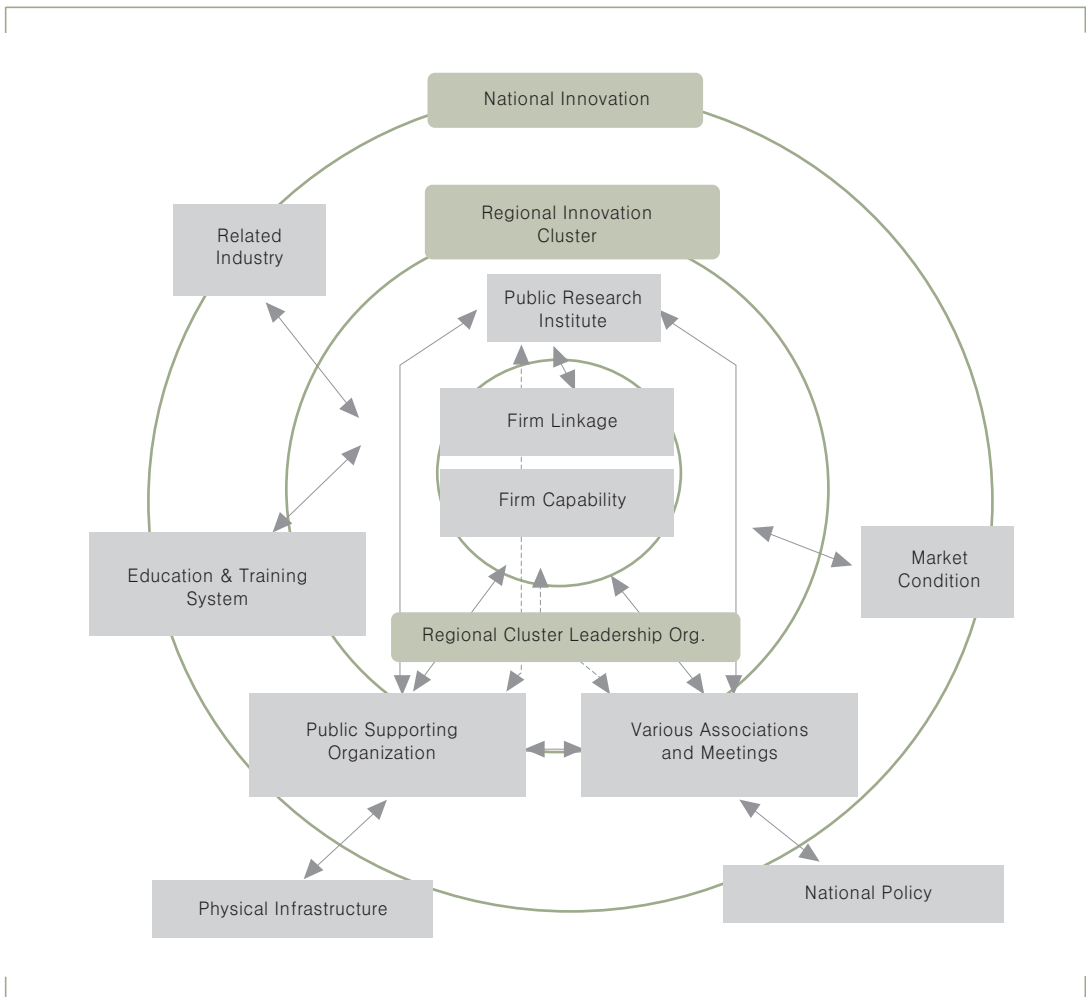 National Innovation
Regional Innovation
Cluster
Related
Industry
Public Research
Institute
Firm Linkage
Firm Capability
Education & Training
System
Market
Condition
Regional Cluster Leadership Org.
Public Supporting
Organization
Various Associations
and Meetings
Physical Infrastructure
National Policy